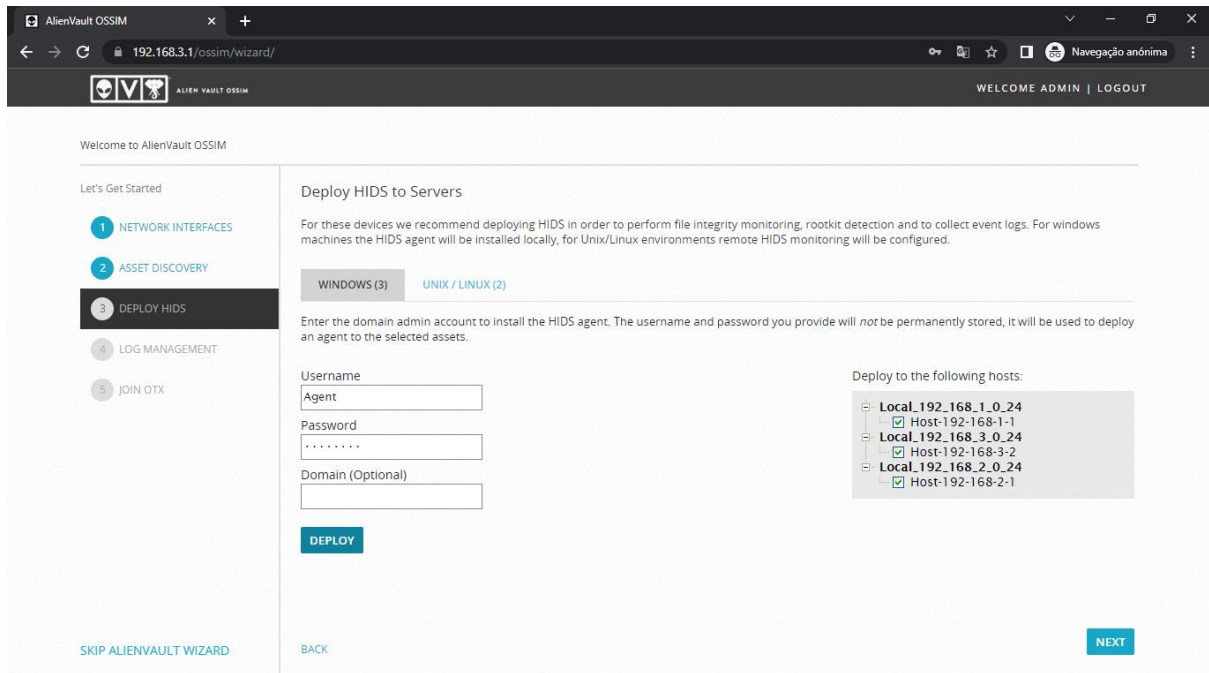 AlienVault OSSIM
192.168.3.1/ossim/wizard/
Navegação anónima
ALIEN VAULT OSSIM
WELCOME ADMIN | LOGOUT
Welcome to AlienVault OSSIM
Let's Get Started
1 NETWORK INTERFACES
2 ASSET DISCOVERY
3 DEPLOY HIDS
4 LOG MANAGEMENT
5 JOIN OTX
SKIP ALIENVAULT WIZARD
Deploy HIDS to Servers
For these devices we recommend deploying HIDS in order to perform file integrity monitoring, rootkit detection and to collect event logs. For windows
machines the HIDS agent will be installed locally, for Unix/Linux environments remote HIDS monitoring will be configured.
WINDOWS (3) UNIX / LINUX (2)
Enter the domain admin account to install the HIDS agent. The username and password you provide will not be permanently stored, it will be used to deploy
an agent to the selected assets.
Username
Agent
Password
........
Domain (Optional)
DEPLOY
Deploy to the following hosts:
Local_192_168_1_0_24
Host-192-168-1-1
Local_192_168_3_0_24
Host-192-168-3-2
Local_192_168_2_0_24
Host-192-168-2-1
BACK
NEXT